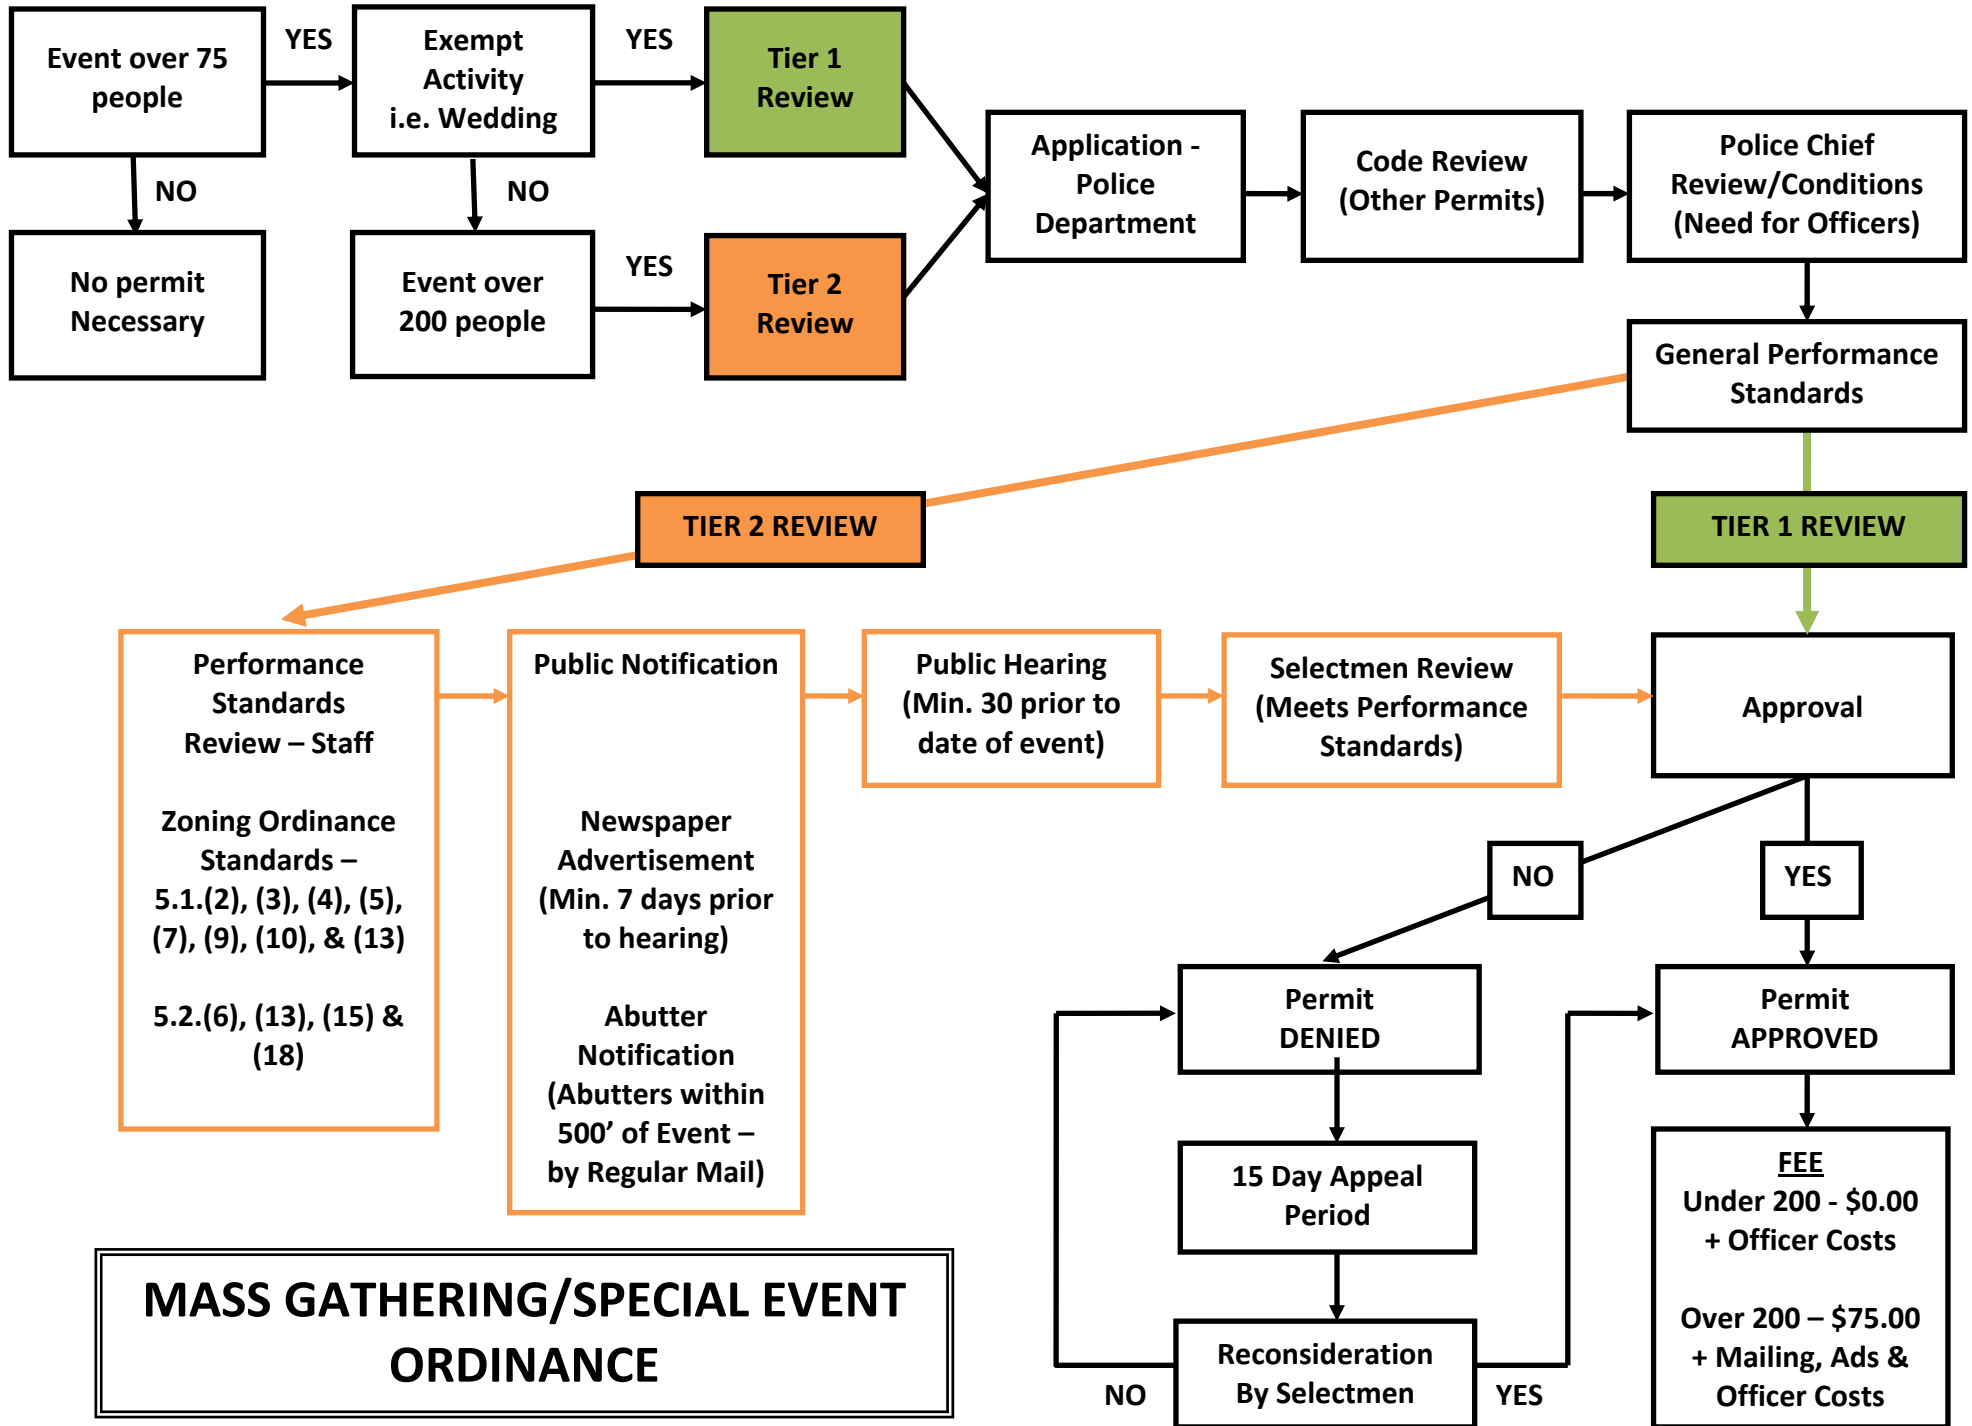 Event over 75
people
YES
Exempt
Activity
i.e. Wedding
YES
Tier 1
Review
NO
NO
No permit
Necessary
Event over
200 people
YES
Tier 2
Review
Application -
Police
Department
Code Review
(Other Permits)
Police Chief
Review/Conditions
(Need for Officers)
General Performance
Standards
TIER 2 REVIEW
TIER 1 REVIEW
Performance
Standards
Review – Staff
Zoning Ordinance
Standards –
5.1.(2), (3), (4), (5),
(7), (9), (10), & (13)
5.2.(6), (13), (15) &
(18)
Public Notification
Newspaper
Advertisement
(Min. 7 days prior
to hearing)
Abutter
Notification
(Abutters within
500’ of Event –
by Regular Mail)
Public Hearing
(Min. 30 prior to
date of event)
Selectmen Review
(Meets Performance
Standards)
Approval
NO
YES
Permit
DENIED
Permit
APPROVED
15 Day Appeal
Period
Reconsideration
By Selectmen
NO
YES
FEE
Under 200 - $0.00
+ Officer Costs
Over 200 – $75.00
+ Mailing, Ads &
Officer Costs
MASS GATHERING/SPECIAL EVENT
ORDINANCE